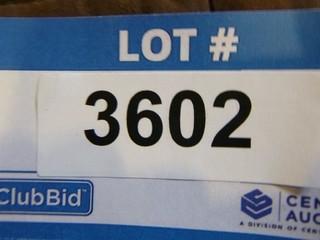 LOT #
3602
ClubBid
CEN
AUC
A DIVISION OF CEN